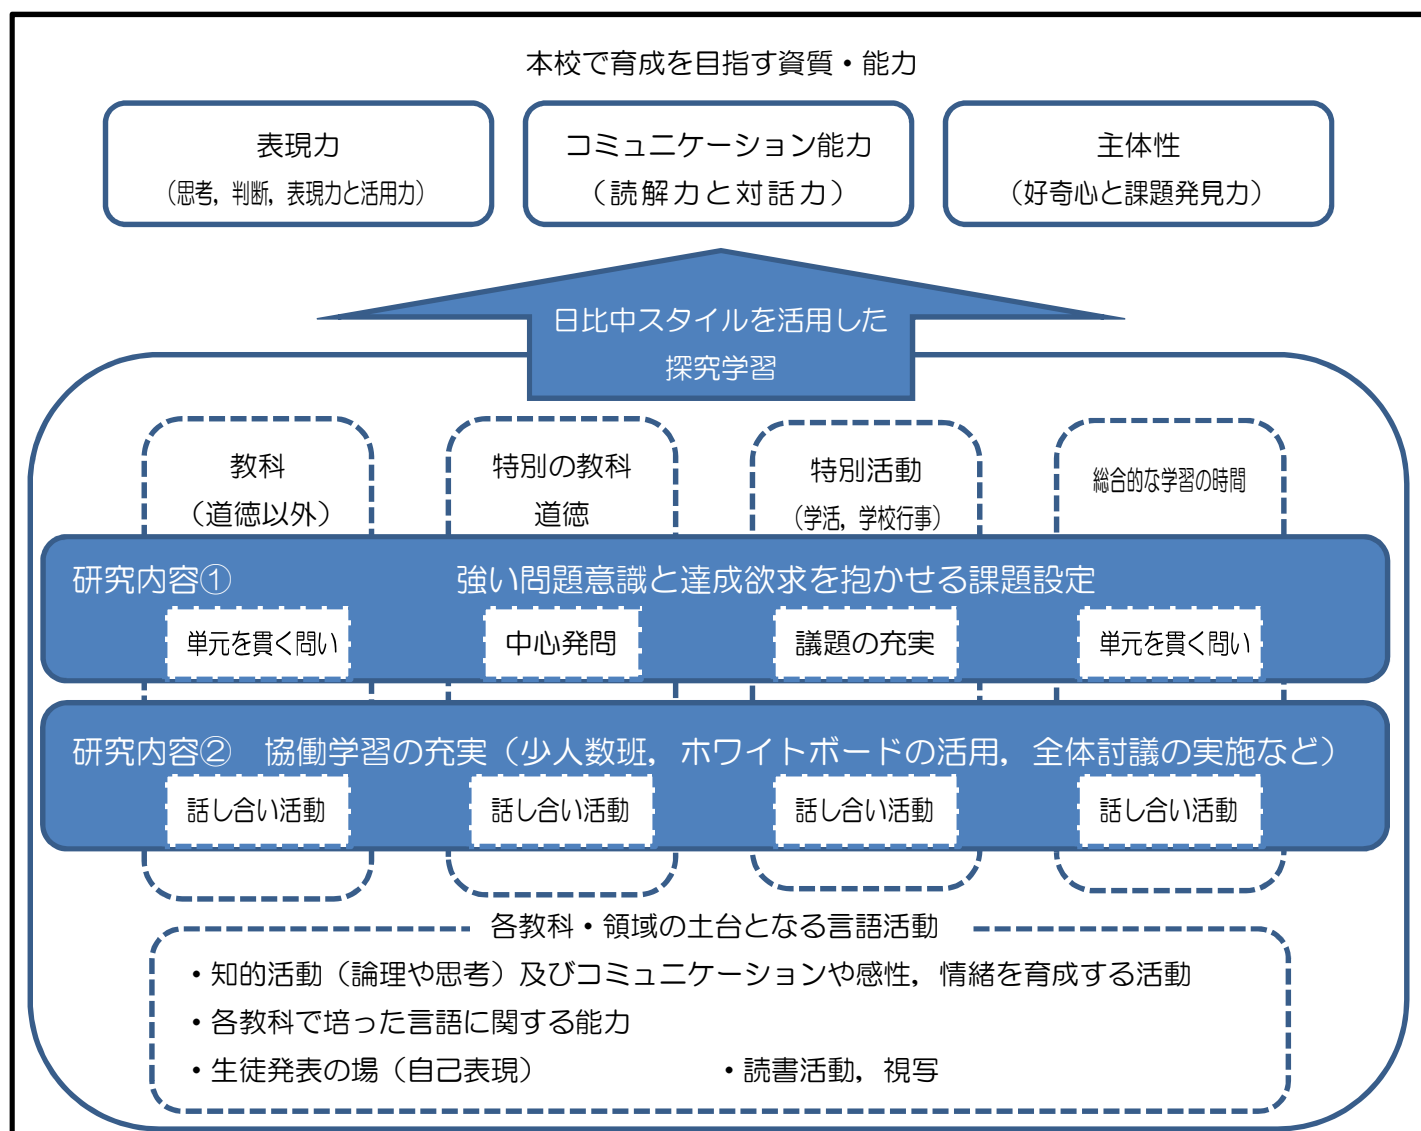 本校で育成を目指す資質・能力
表現力
(思考,判断,表現力と活用力)
コミュニケーション能力
(読解力と対話力)
主体性
(好奇心と課題発見力)
日比中スタイルを活用した
探究学習
教科
(道徳以外)
特別の教科
道徳
特別活動
(学活,学校行事)
総合的な学習の時間
研究内容① 強い問題意識と達成欲求を抱かせる課題設定
単元を貫く問い
中心発問
議題の充実
単元を貫く問い
研究内容② 協働学習の充実(少人数班,ホワイトボードの活用,全体討議の実施など)
話し合い活動
話し合い活動
話し合い活動
話し合い活動
各教科・領域の土台となる言語活動
・知的活動(論理や思考)及びコミュニケーションや感性,情緒を育成する活動
・各教科で培った言語に関する能力
・生徒発表の場(自己表現) ・読書活動,視写